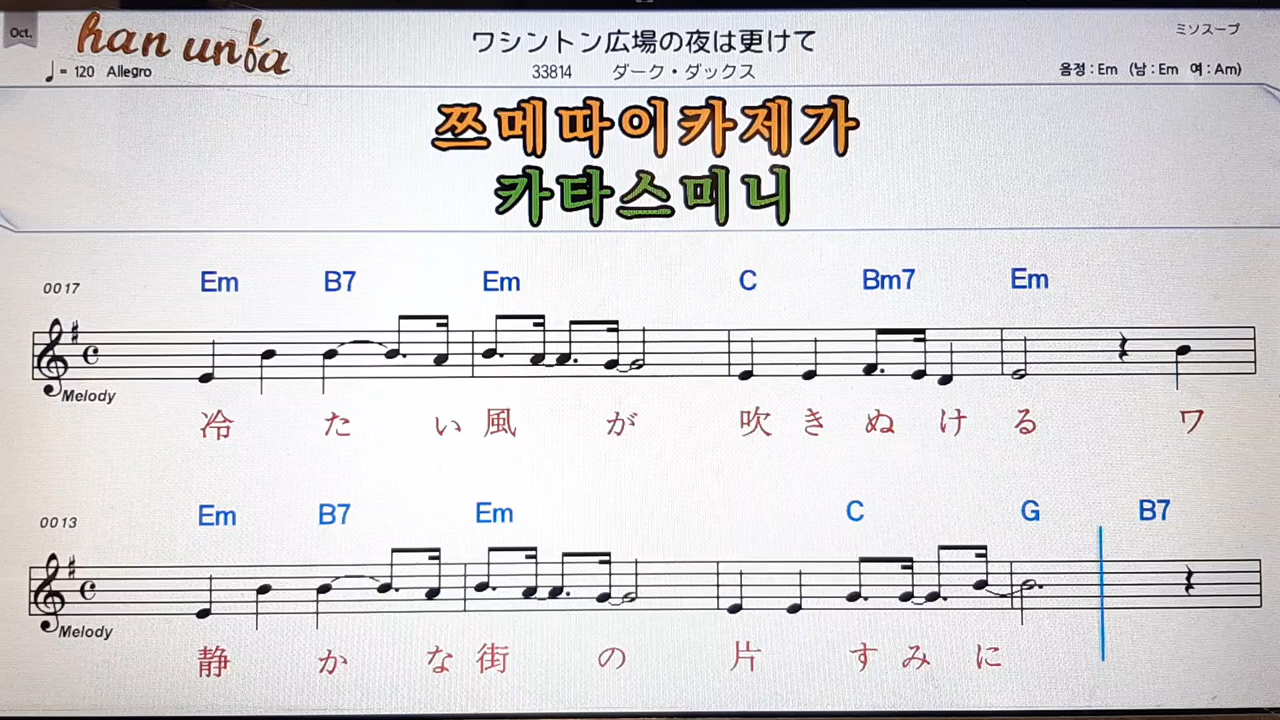 Oct.
han unfa
ワシントン広場の夜は更けて
ミソスープ
♩= 120 Allegro
33814 ダーク・ダックス
음정 : Em (남 : Em 여 : Am)
쯔메따이카제가
카타스미니
0017
Em B7 Em C Bm7 Em
Melody
冷 た い 風 が 吹 き ぬ け る ワ
0013
Em B7 Em C G B7
Melody
静 か な 街 の 片 す み に